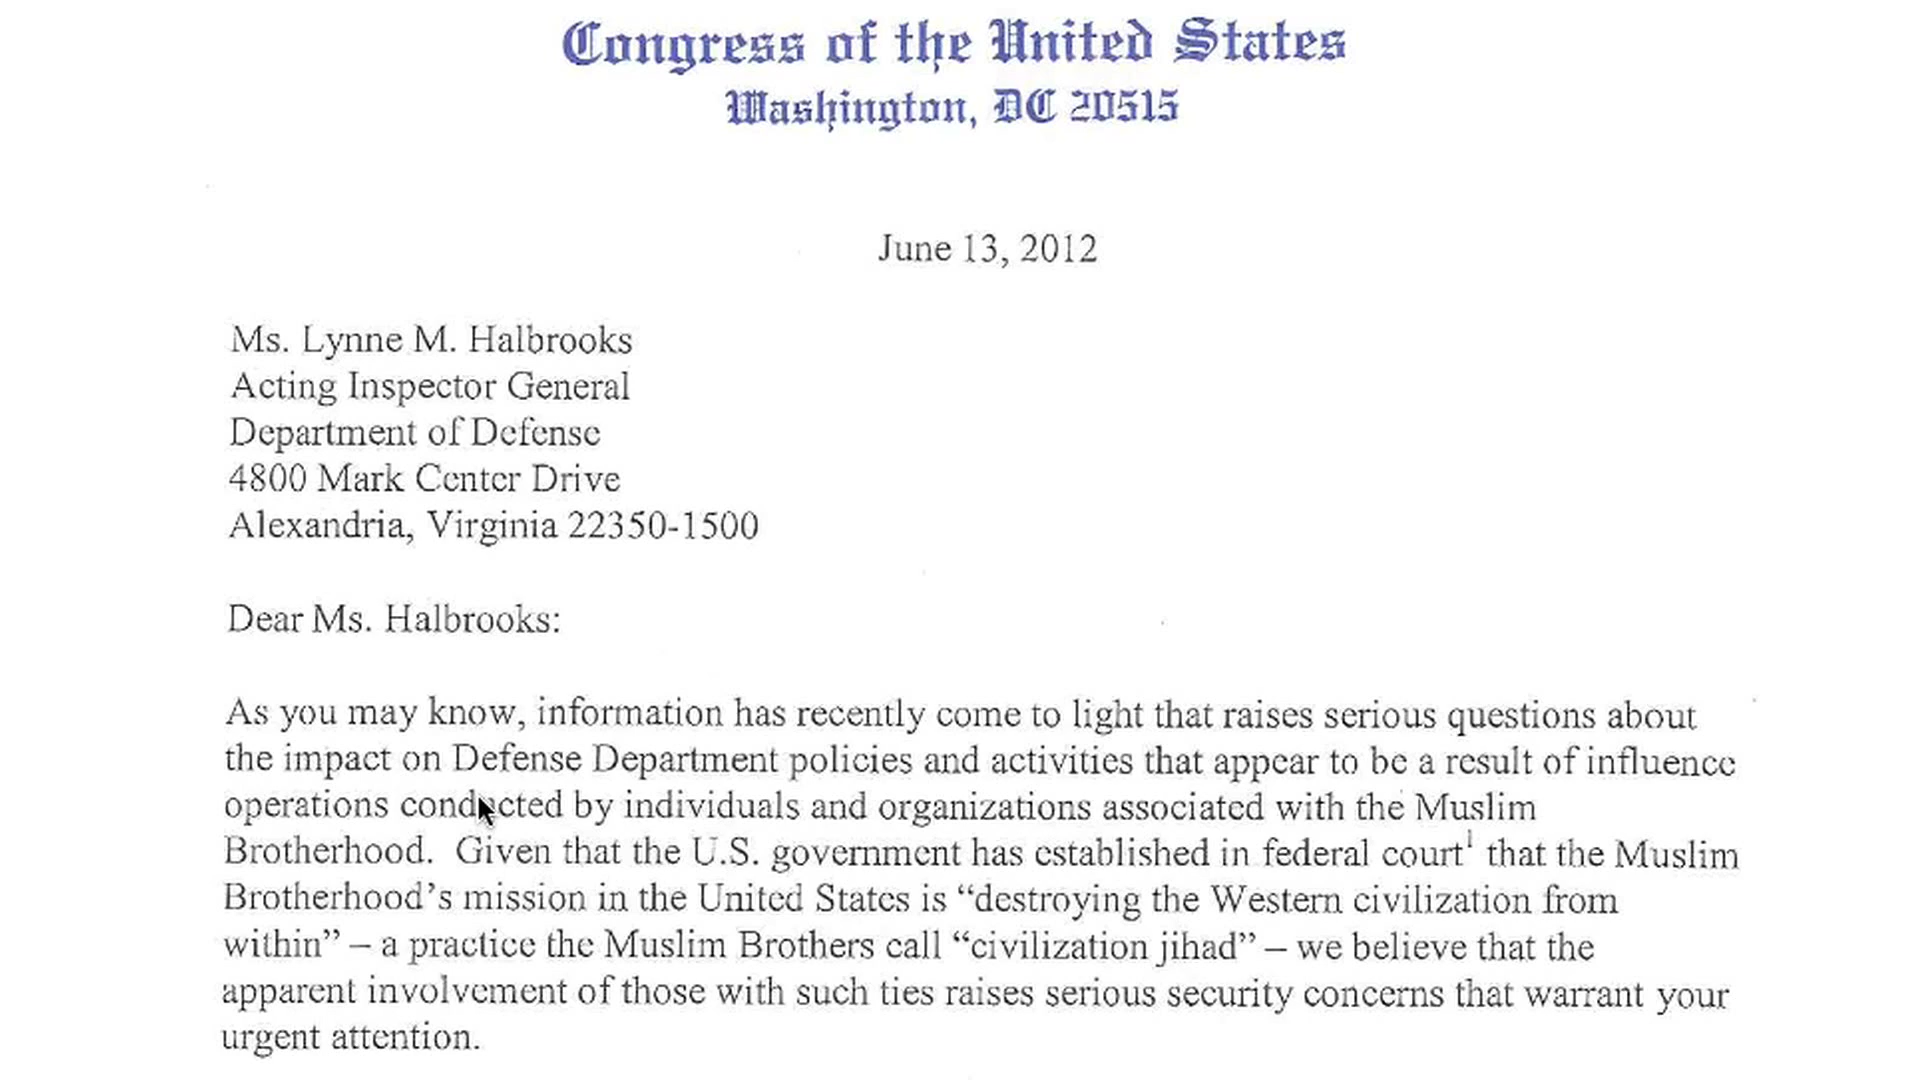 Congress of the United States
Washington, DC 20515
June 13, 2012
Ms. Lynne M. Halbrooks
Acting Inspector General
Department of Defense
4800 Mark Center Drive
Alexandria, Virginia 22350-1500
Dear Ms. Halbrooks:
As you may know, information has recently come to light that raises serious questions about
the impact on Defense Department policies and activities that appear to be a result of influence
operations conducted by individuals and organizations associated with the Muslim
Brotherhood.  Given that the U.S. government has established in federal court¹ that the Muslim
Brotherhood’s mission in the United States is “destroying the Western civilization from
within” – a practice the Muslim Brothers call “civilization jihad” – we believe that the
apparent involvement of those with such ties raises serious security concerns that warrant your
urgent attention.